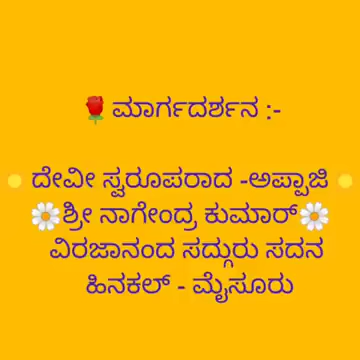 🌹ಮಾರ್ಗದರ್ಶನ :-
ದೇವೀ ಸ್ವರೂಪರಾದ -ಅಪ್ಪಾಜಿ
🌼ಶ್ರೀ ನಾಗೇಂದ್ರ ಕುಮಾರ್🌼
ವಿರಜಾನಂದ ಸದ್ಗುರು ಸದನ
ಹಿನಕಲ್ - ಮೈಸೂರು